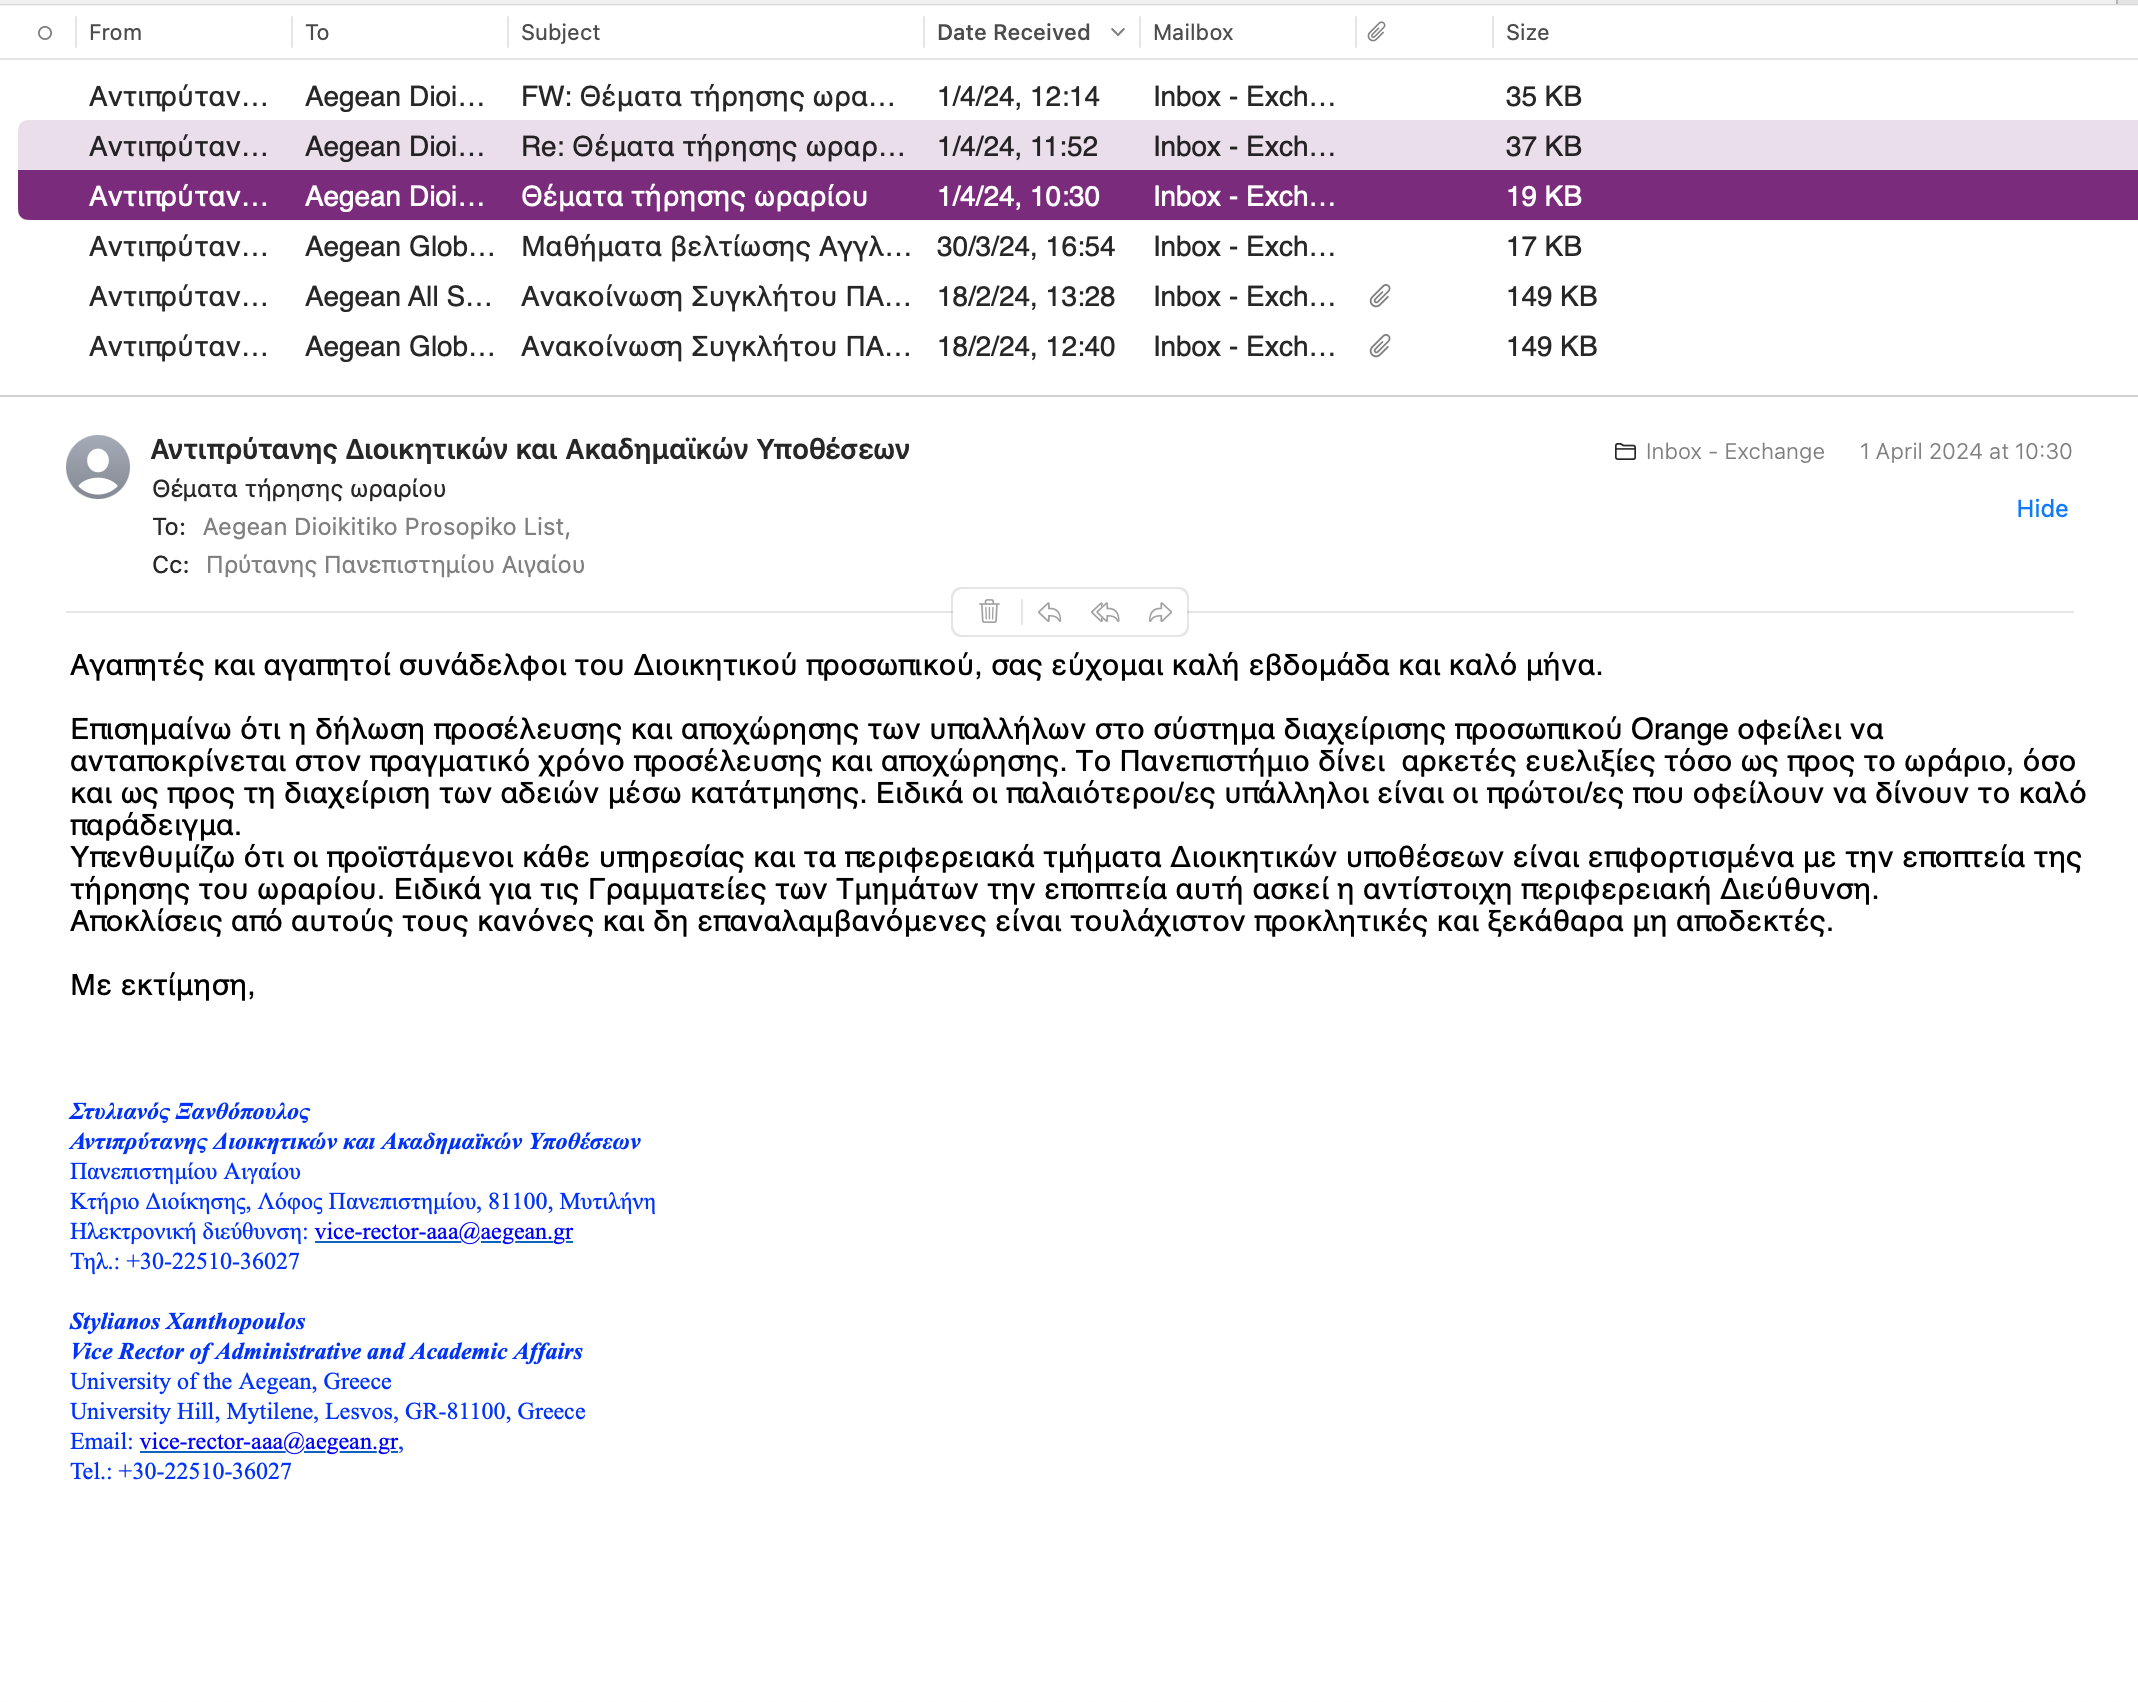 From To Subject Date Received Mailbox Size
Αντιπρύταν... Aegean Dioi... FW: Θέματα τήρησης ωρα... 1/4/24, 12:14 Inbox - Exch... 35 KB
Αντιπρύταν... Aegean Dioi... Re: Θέματα τήρησης ωραρ... 1/4/24, 11:52 Inbox - Exch... 37 KB
Αντιπρύταν... Aegean Dioi... Θέματα τήρησης ωραρίου 1/4/24, 10:30 Inbox - Exch... 19 KB
Αντιπρύταν... Aegean Glob... Μαθήματα βελτίωσης Αγγλ... 30/3/24, 16:54 Inbox - Exch... 17 KB
Αντιπρύταν... Aegean All S... Ανακοίνωση Συγκλήτου ΠΑ... 18/2/24, 13:28 Inbox - Exch... 149 KB
Αντιπρύταν... Aegean Glob... Ανακοίνωση Συγκλήτου ΠΑ... 18/2/24, 12:40 Inbox - Exch... 149 KB
Αντιπρύτανης Διοικητικών και Ακαδημαϊκών Υποθέσεων Inbox - Exchange 1 April 2024 at 10:30
Θέματα τήρησης ωραρίου
Hide
To: Aegean Dioikitiko Prosopiko List,
Cc: Πρύτανης Πανεπιστημίου Αιγαίου
Αγαπητές και αγαπητοί συνάδελφοι του Διοικητικού προσωπικού, σας εύχομαι καλή εβδομάδα και καλό μήνα.
Επισημαίνω ότι η δήλωση προσέλευσης και αποχώρησης των υπαλλήλων στο σύστημα διαχείρισης προσωπικού Orange οφείλει να
ανταποκρίνεται στον πραγματικό χρόνο προσέλευσης και αποχώρησης. Το Πανεπιστήμιο δίνει  αρκετές ευελιξίες τόσο ως προς το ωράριο, όσο
και ως προς τη διαχείριση των αδειών μέσω κατάτμησης. Ειδικά οι παλαιότεροι/ες υπάλληλοι είναι οι πρώτοι/ες που οφείλουν να δίνουν το καλό
παράδειγμα.
Υπενθυμίζω ότι οι προϊστάμενοι κάθε υπηρεσίας και τα περιφερειακά τμήματα Διοικητικών υποθέσεων είναι επιφορτισμένα με την εποπτεία της
τήρησης του ωραρίου. Ειδικά για τις Γραμματείες των Τμημάτων την εποπτεία αυτή ασκεί η αντίστοιχη περιφερειακή Διεύθυνση.
Αποκλίσεις από αυτούς τους κανόνες και δη επαναλαμβανόμενες είναι τουλάχιστον προκλητικές και ξεκάθαρα μη αποδεκτές.
Με εκτίμηση,
Στυλιανός Ξανθόπουλος
Αντιπρύτανης Διοικητικών και Ακαδημαϊκών Υποθέσεων
Πανεπιστημίου Αιγαίου
Κτήριο Διοίκησης, Λόφος Πανεπιστημίου, 81100, Μυτιλήνη
Ηλεκτρονική διεύθυνση: vice-rector-aaa@aegean.gr
Τηλ.: +30-22510-36027
Stylianos Xanthopoulos
Vice Rector of Administrative and Academic Affairs
University of the Aegean, Greece
University Hill, Mytilene, Lesvos, GR-81100, Greece
Email: vice-rector-aaa@aegean.gr,
Tel.: +30-22510-36027